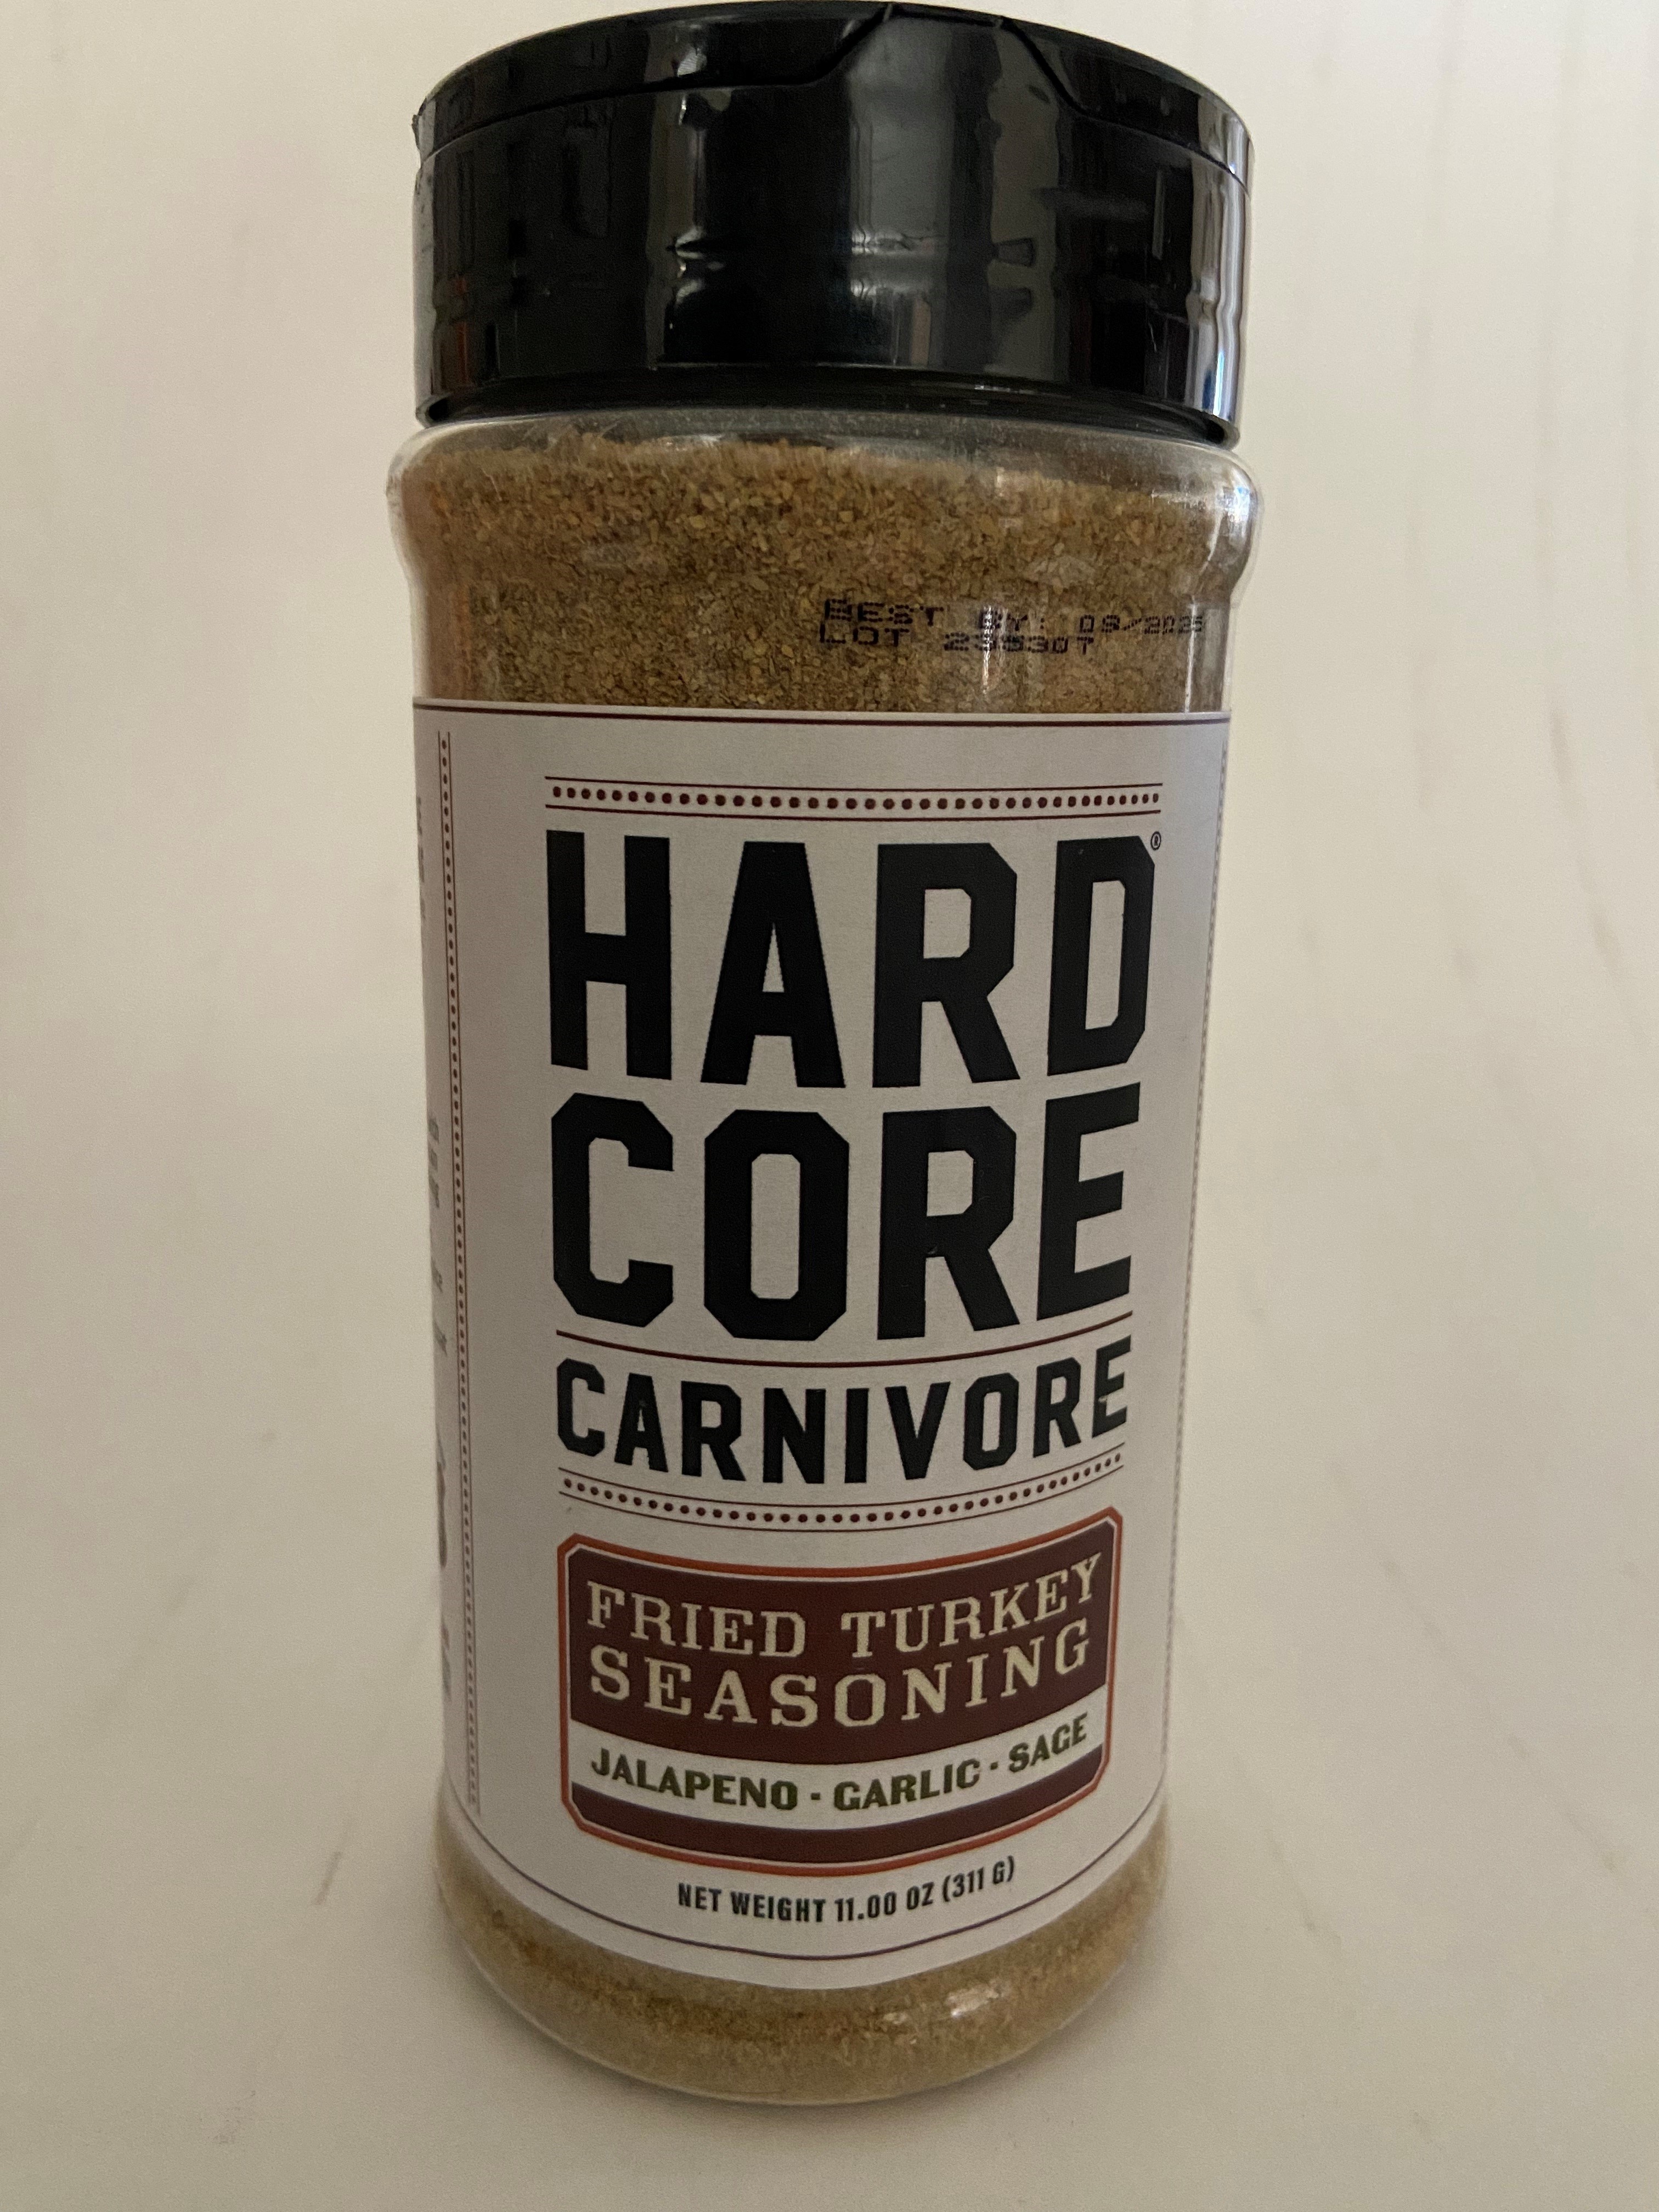 BEST BY: 09/2025
LOT
HARD®
CORE
CARNIVORE
FRIED TURKEY
SEASONING
JALAPENO · GARLIC · SAGE
NET WEIGHT 11.00 OZ (311 G)